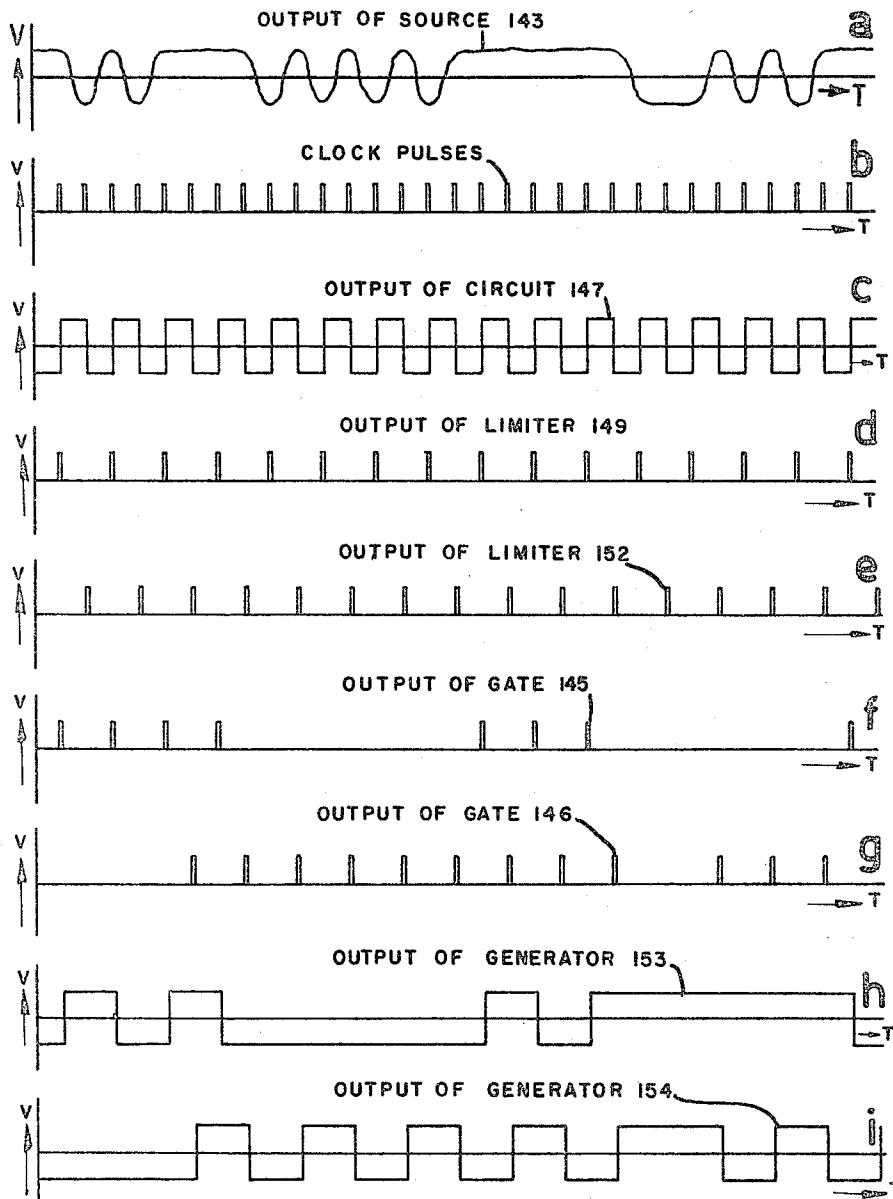 OUTPUT OF SOURCE 143
a
V
T
CLOCK PULSES
b
V
T
OUTPUT OF CIRCUIT 147
c
V
T
OUTPUT OF LIMITER 149
d
V
T
OUTPUT OF LIMITER 152
e
V
T
OUTPUT OF GATE 145
f
V
T
OUTPUT OF GATE 146
g
V
T
OUTPUT OF GENERATOR 153
h
V
T
OUTPUT OF GENERATOR 154
i
V
T